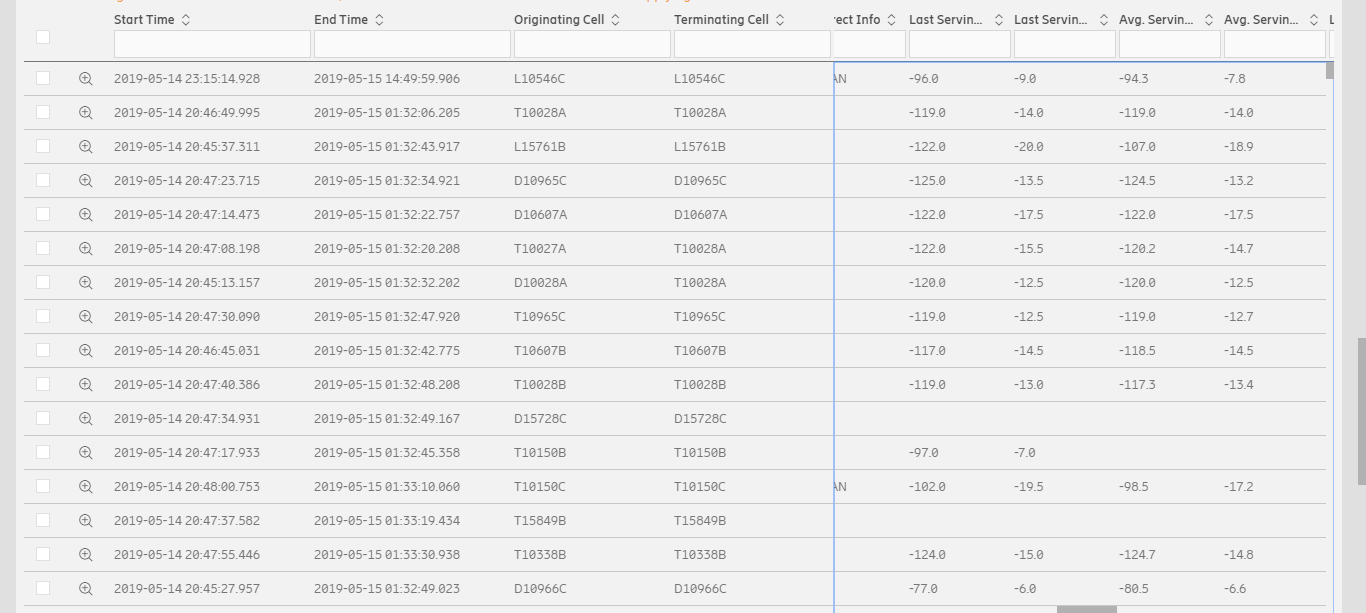 Start Time End Time Originating Cell Terminating Cell rect Info Last Servin... Last Servin... Avg. Servin... Avg. Servin... L
2019-05-14 23:15:14.928 2019-05-15 14:49:59.906 L10546C L10546C AN -96.0 -9.0 -94.3 -7.8
2019-05-14 20:46:49.995 2019-05-15 01:32:06.205 T10028A T10028A -119.0 -14.0 -119.0 -14.0
2019-05-14 20:45:37.311 2019-05-15 01:32:43.917 L15761B L15761B -122.0 -20.0 -107.0 -18.9
2019-05-14 20:47:23.715 2019-05-15 01:32:34.921 D10965C D10965C -125.0 -13.5 -124.5 -13.2
2019-05-14 20:47:14.473 2019-05-15 01:32:22.757 D10607A D10607A -122.0 -17.5 -122.0 -17.5
2019-05-14 20:47:08.198 2019-05-15 01:32:20.208 T10027A T10028A -122.0 -15.5 -120.2 -14.7
2019-05-14 20:45:13.157 2019-05-15 01:32:32.202 D10028A T10028A -120.0 -12.5 -120.0 -12.5
2019-05-14 20:47:30.090 2019-05-15 01:32:47.920 T10965C T10965C -119.0 -12.5 -119.0 -12.7
2019-05-14 20:46:45.031 2019-05-15 01:32:42.775 T10607B T10607B -117.0 -14.5 -118.5 -14.5
2019-05-14 20:47:40.386 2019-05-15 01:32:48.208 T10028B T10028B -119.0 -13.0 -117.3 -13.4
2019-05-14 20:47:34.931 2019-05-15 01:32:49.167 D15728C D15728C
2019-05-14 20:47:17.933 2019-05-15 01:32:45.358 T10150B T10150B -97.0 -7.0
2019-05-14 20:48:00.753 2019-05-15 01:33:10.060 T10150C T10150C AN -102.0 -19.5 -98.5 -17.2
2019-05-14 20:47:37.582 2019-05-15 01:33:19.434 T15849B T15849B
2019-05-14 20:47:55.446 2019-05-15 01:33:30.938 T10338B T10338B -124.0 -15.0 -124.7 -14.8
2019-05-14 20:45:27.957 2019-05-15 01:32:49.023 D10966C D10966C -77.0 -6.0 -80.5 -6.6